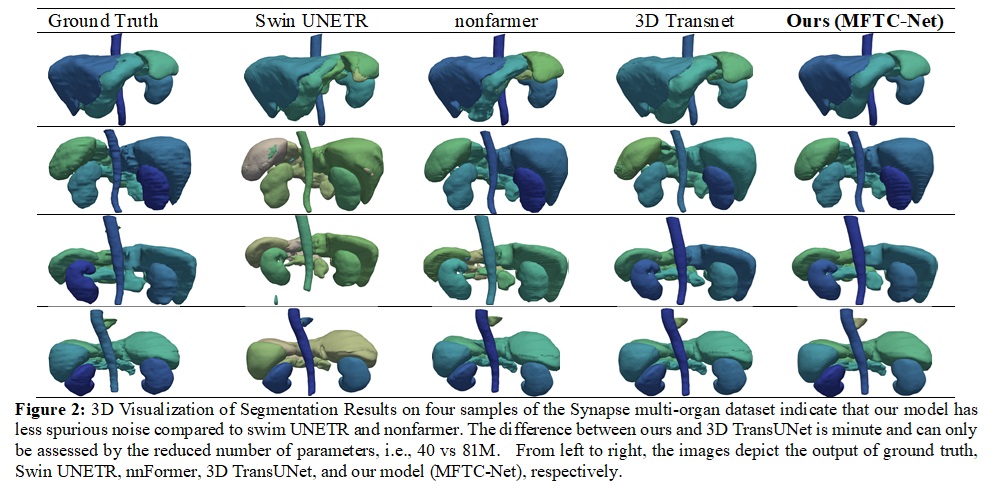 Ground Truth Swin UNETR nonfarmer 3D Transnet Ours (MFTC-Net)
Figure 2: 3D Visualization of Segmentation Results on four samples of the Synapse multi-organ dataset indicate that our model has
less spurious noise compared to swim UNETR and nonfarmer. The difference between ours and 3D TransUNet is minute and can only
be assessed by the reduced number of parameters, i.e., 40 vs 81M. From left to right, the images depict the output of ground truth,
Swin UNETR, nnFormer, 3D TransUNet, and our model (MFTC-Net), respectively.